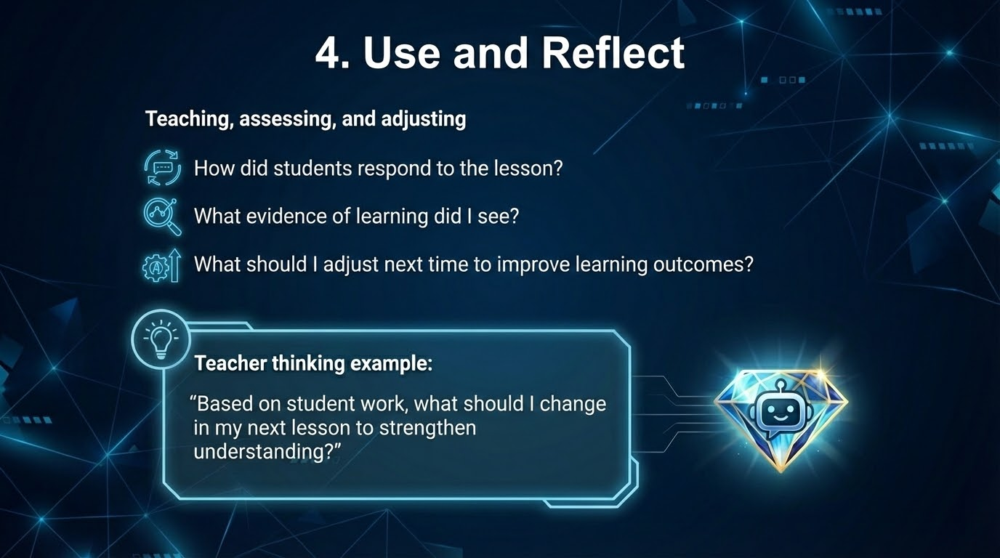 4. Use and Reflect
Teaching, assessing, and adjusting
How did students respond to the lesson?
What evidence of learning did I see?
A
What should I adjust next time to improve learning outcomes?
Teacher thinking example:
“Based on student work, what should I change
in my next lesson to strengthen
understanding?”